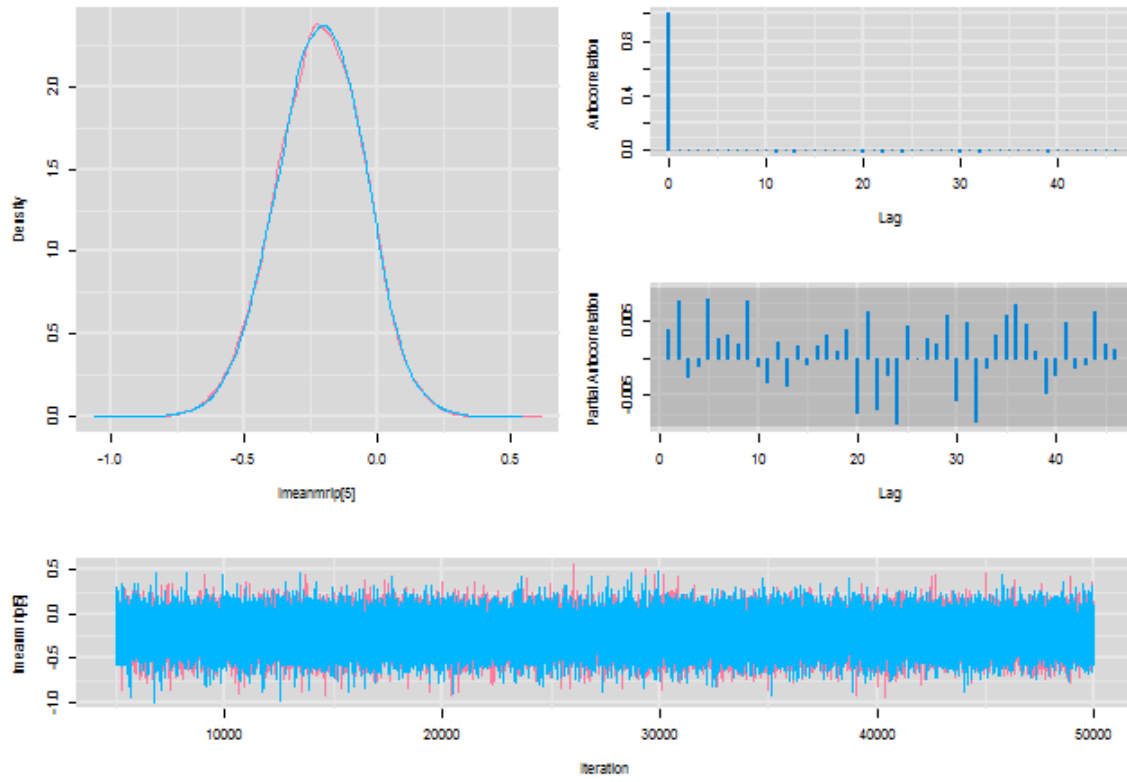 Density
2.0
1.5
1.0
0.5
0.0
-1.0 -0.5 0.0 0.5
lmeanmrip[5]
Autocorrelation
0.8
0.4
0.0
0 10 20 30 40
Lag
Partial Autocorrelation
0.005
-0.005
0 10 20 30 40
Lag
lmeanmrip[5]
0.5
0.0
-0.5
-1.0
10000 20000 30000 40000 50000
Iteration